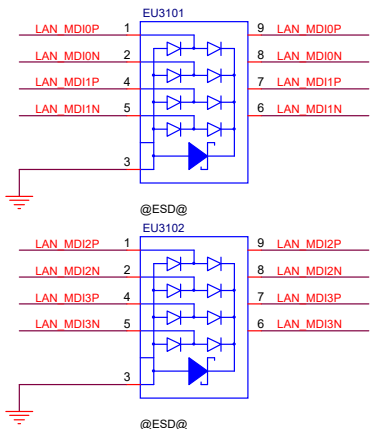 EU3101
LAN_MDI0P 1 9 LAN_MDI0P
LAN_MDI0N 2 8 LAN_MDI0N
LAN_MDI1P 4 7 LAN_MDI1P
LAN_MDI1N 5 6 LAN_MDI1N
3
@ESD@
EU3102
LAN_MDI2P 1 9 LAN_MDI2P
LAN_MDI2N 2 8 LAN_MDI2N
LAN_MDI3P 4 7 LAN_MDI3P
LAN_MDI3N 5 6 LAN_MDI3N
3
@ESD@